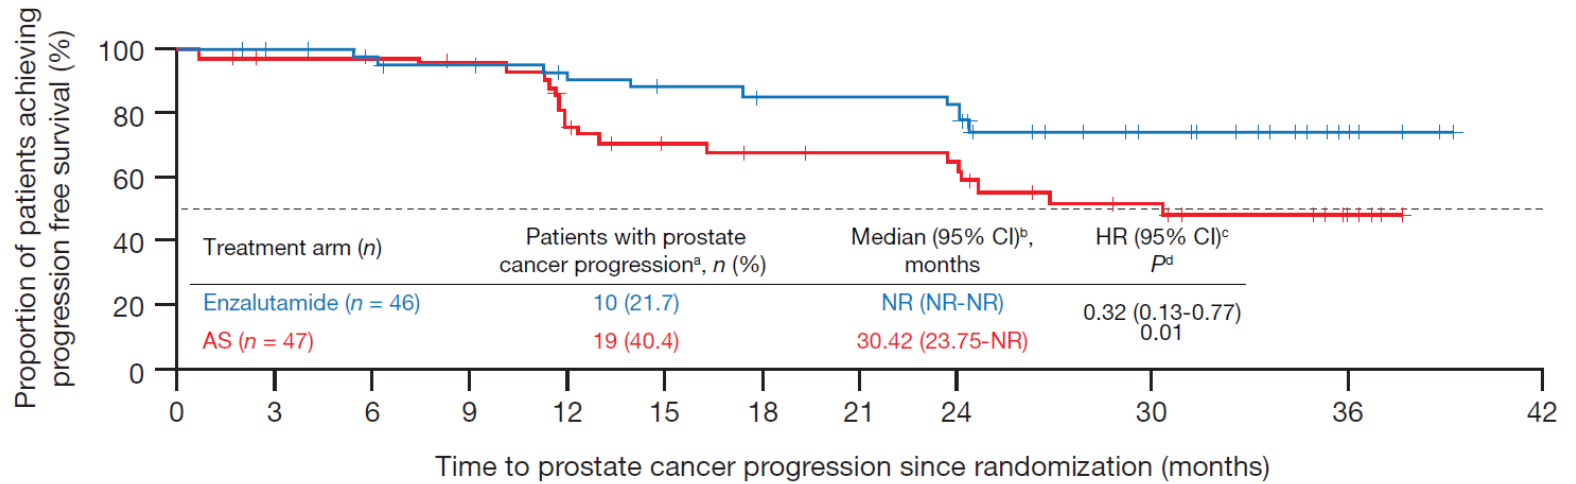 Proportion of patients achieving
progression free survival (%)
100
80
60
40
20
0
Treatment arm (n)
Patients with prostate
cancer progressionᵃ, n (%)
Median (95% CI)ᵇ,
months
HR (95% CI)ᶜ
Pᵈ
Enzalutamide (n = 46)
10 (21.7)
NR (NR-NR)
AS (n = 47)
19 (40.4)
30.42 (23.75-NR)
0.32 (0.13-0.77)
0.01
0 3 6 9 12 15 18 21 24 30 36 42
Time to prostate cancer progression since randomization (months)